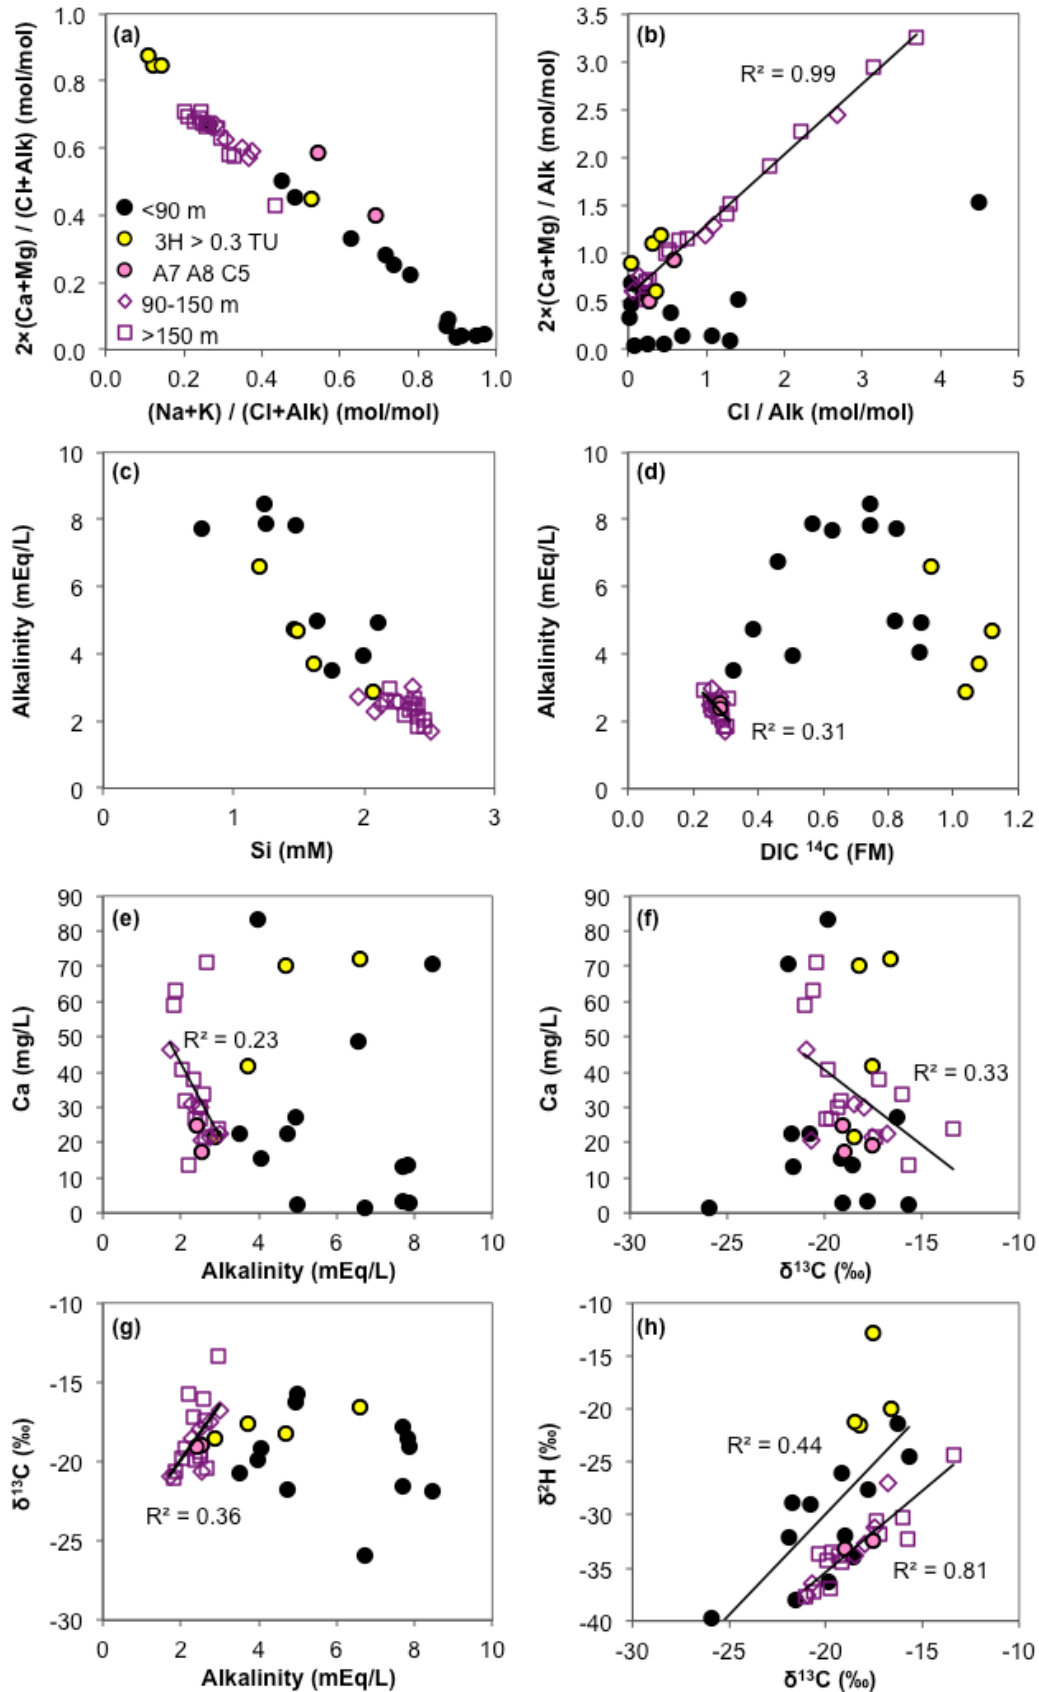 (a)
2×(Ca+Mg) / (Cl+Alk) (mol/mol)
1.0
0.8
0.6
0.4
0.2
0.0
<90 m
3H > 0.3 TU
A7 A8 C5
90-150 m
>150 m
0.0 0.2 0.4 0.6 0.8 1.0
(Na+K) / (Cl+Alk) (mol/mol)
(b)
2×(Ca+Mg) / Alk (mol/mol)
3.5
3.0
2.5
2.0
1.5
1.0
0.5
0.0
R² = 0.99
0 1 2 3 4 5
Cl / Alk (mol/mol)
(c)
Alkalinity (mEq/L)
10
8
6
4
2
0
0 1 2 3
Si (mM)
(d)
Alkalinity (mEq/L)
10
8
6
4
2
0
R² = 0.31
0.0 0.2 0.4 0.6 0.8 1.0 1.2
DIC ¹⁴C (FM)
(e)
Ca (mg/L)
90
80
70
60
50
40
30
20
10
0
R² = 0.23
0 2 4 6 8 10
Alkalinity (mEq/L)
(f)
Ca (mg/L)
90
80
70
60
50
40
30
20
10
0
R² = 0.33
-30 -25 -20 -15 -10
δ¹³C (‰)
(g)
δ¹³C (‰)
-10
-15
-20
-25
-30
R² = 0.36
0 2 4 6 8 10
Alkalinity (mEq/L)
(h)
δ²H (‰)
-10
-15
-20
-25
-30
-35
-40
R² = 0.44
R² = 0.81
-30 -25 -20 -15 -10
δ¹³C (‰)